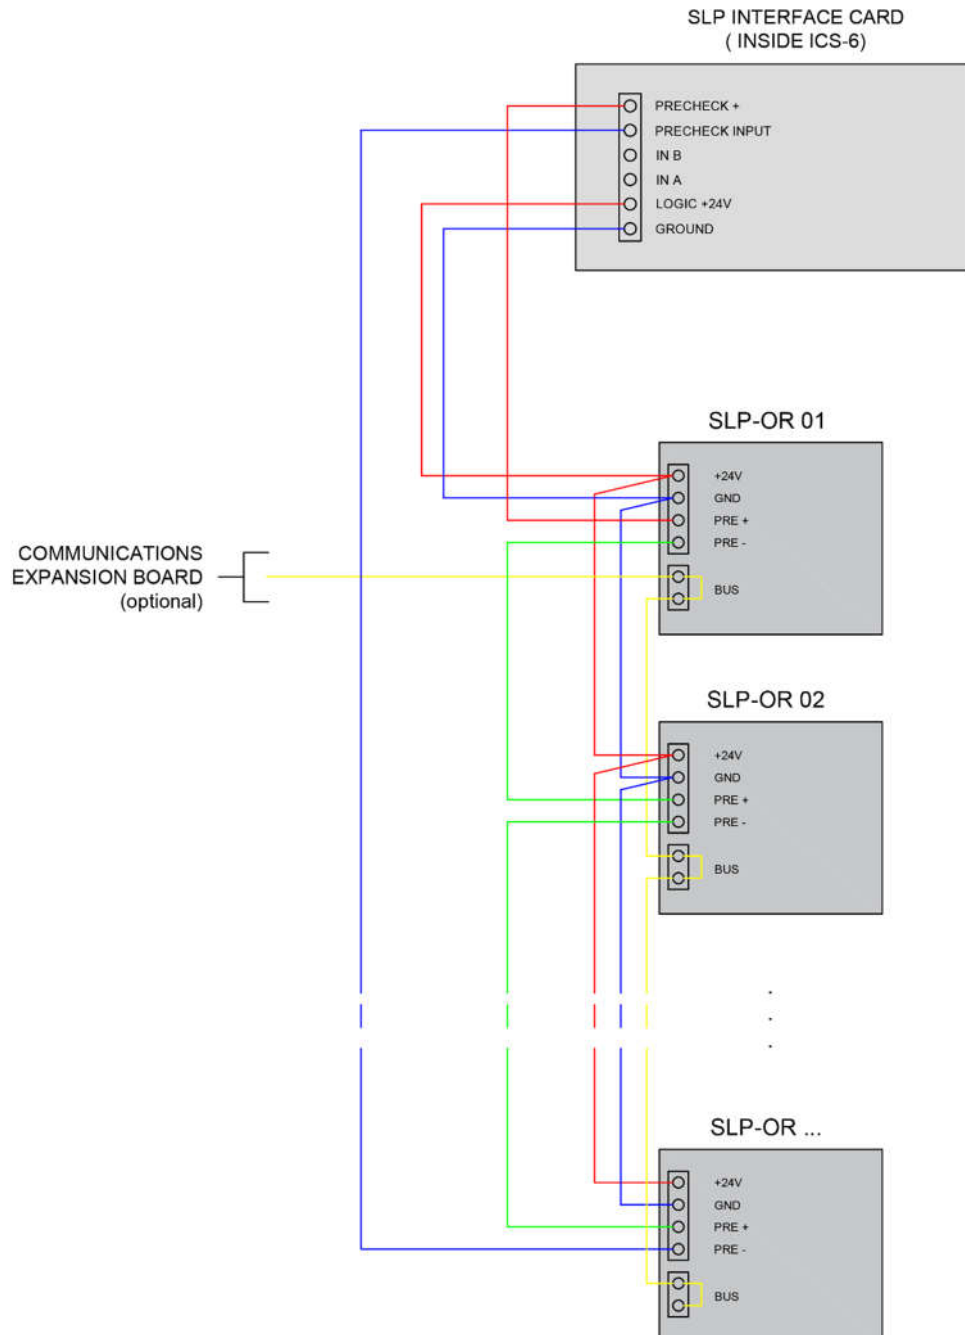 SLP INTERFACE CARD
( INSIDE ICS-6)
PRECHECK +
PRECHECK INPUT
IN B
IN A
LOGIC +24V
GROUND
SLP-OR 01
+24V
GND
PRE +
PRE -
BUS
COMMUNICATIONS
EXPANSION BOARD
(optional)
SLP-OR 02
+24V
GND
PRE +
PRE -
BUS
.
.
.
SLP-OR ...
+24V
GND
PRE +
PRE -
BUS